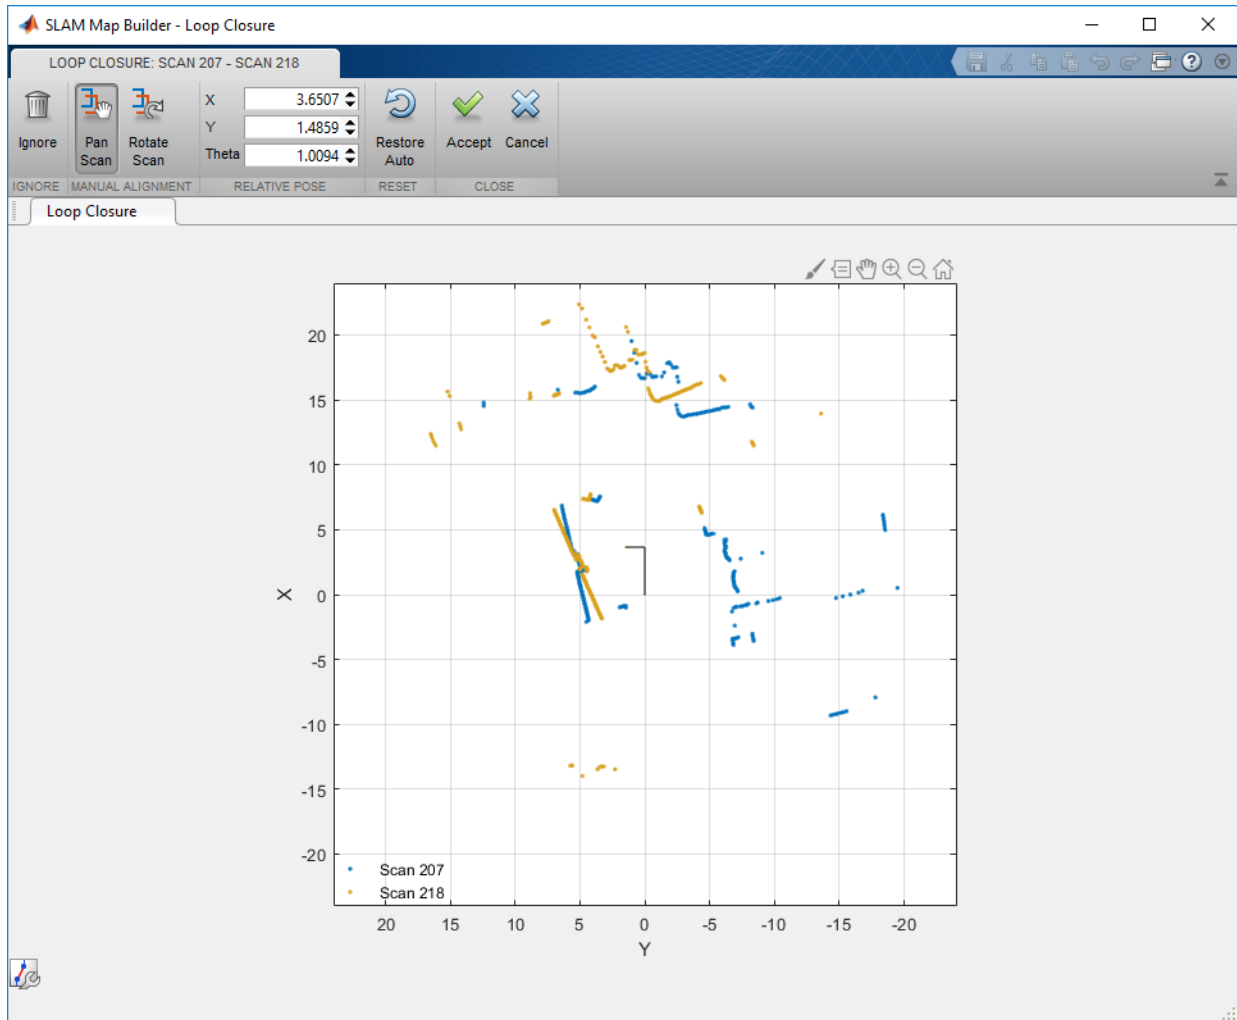 SLAM Map Builder - Loop Closure
LOOP CLOSURE: SCAN 207 - SCAN 218
Ignore
Pan Scan
Rotate Scan
X 3.6507
Y 1.4859
Theta 1.0094
Restore Auto
Accept
Cancel
IGNORE MANUAL ALIGNMENT RELATIVE POSE RESET CLOSE
Loop Closure
20
15
10
5
0
-5
-10
-15
-20
X
Scan 207
Scan 218
20 15 10 5 0 -5 -10 -15 -20
Y